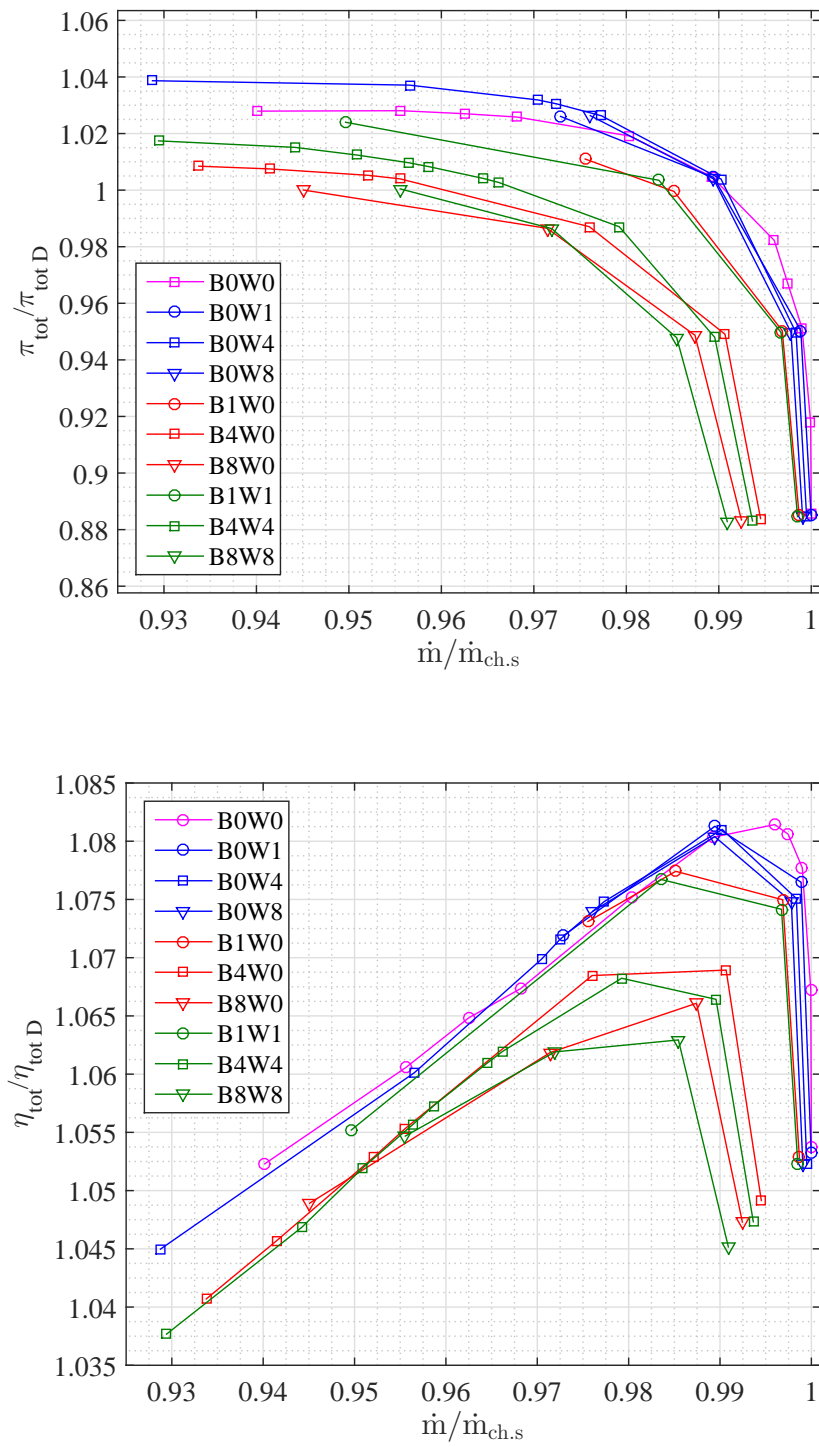 1.06
1.04
1.02
1
0.98
0.96
0.94
0.92
0.9
0.88
0.86
π_tot/π_tot D
B0W0
B0W1
B0W4
B0W8
B1W0
B4W0
B8W0
B1W1
B4W4
B8W8
0.93 0.94 0.95 0.96 0.97 0.98 0.99 1
ṁ/ṁ_ch.s
1.085
1.08
1.075
1.07
1.065
1.06
1.055
1.05
1.045
1.04
1.035
η_tot/η_tot D
B0W0
B0W1
B0W4
B0W8
B1W0
B4W0
B8W0
B1W1
B4W4
B8W8
0.93 0.94 0.95 0.96 0.97 0.98 0.99 1
ṁ/ṁ_ch.s